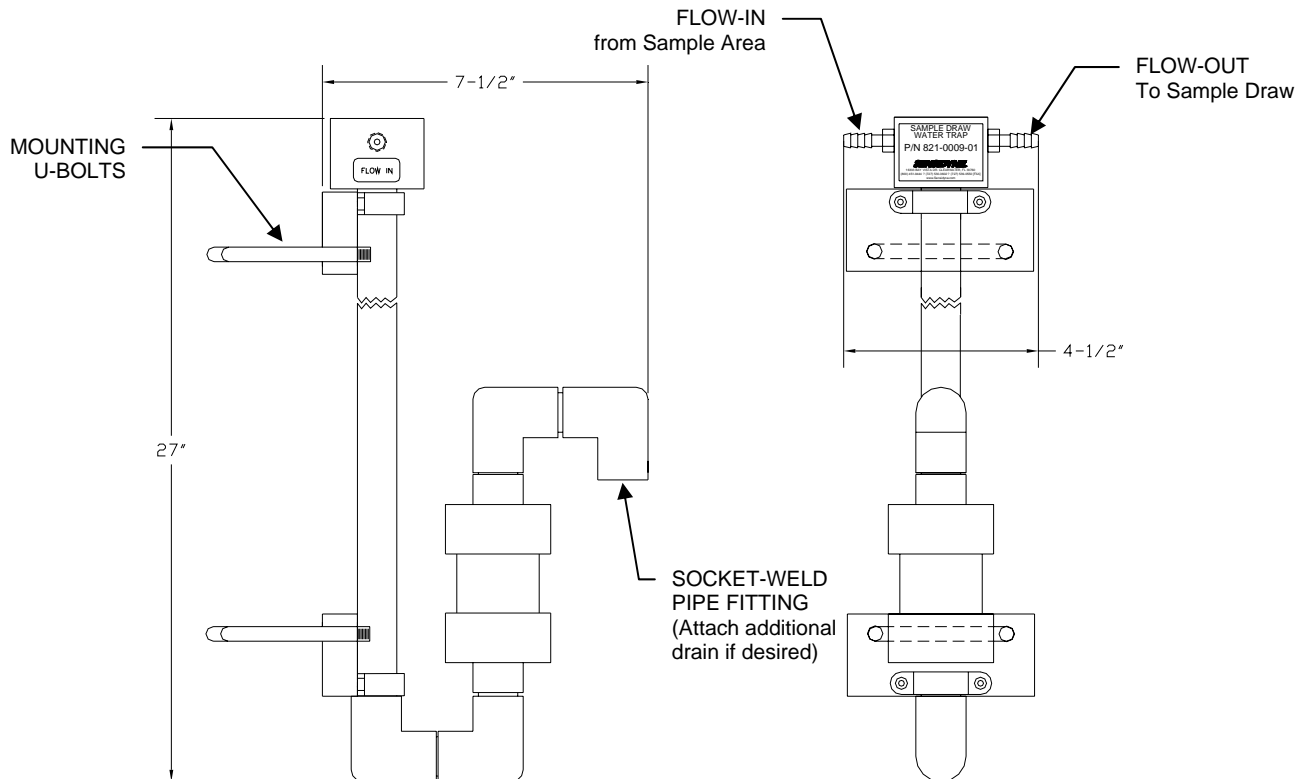 FLOW-IN
from Sample Area
7-1/2"
FLOW-OUT
To Sample Draw
MOUNTING
U-BOLTS
FLOW IN
SAMPLE DRAW
WATER TRAP
P/N 821-0009-01
SENSIDYNE
4-1/2"
27"
SOCKET-WELD
PIPE FITTING
(Attach additional
drain if desired)